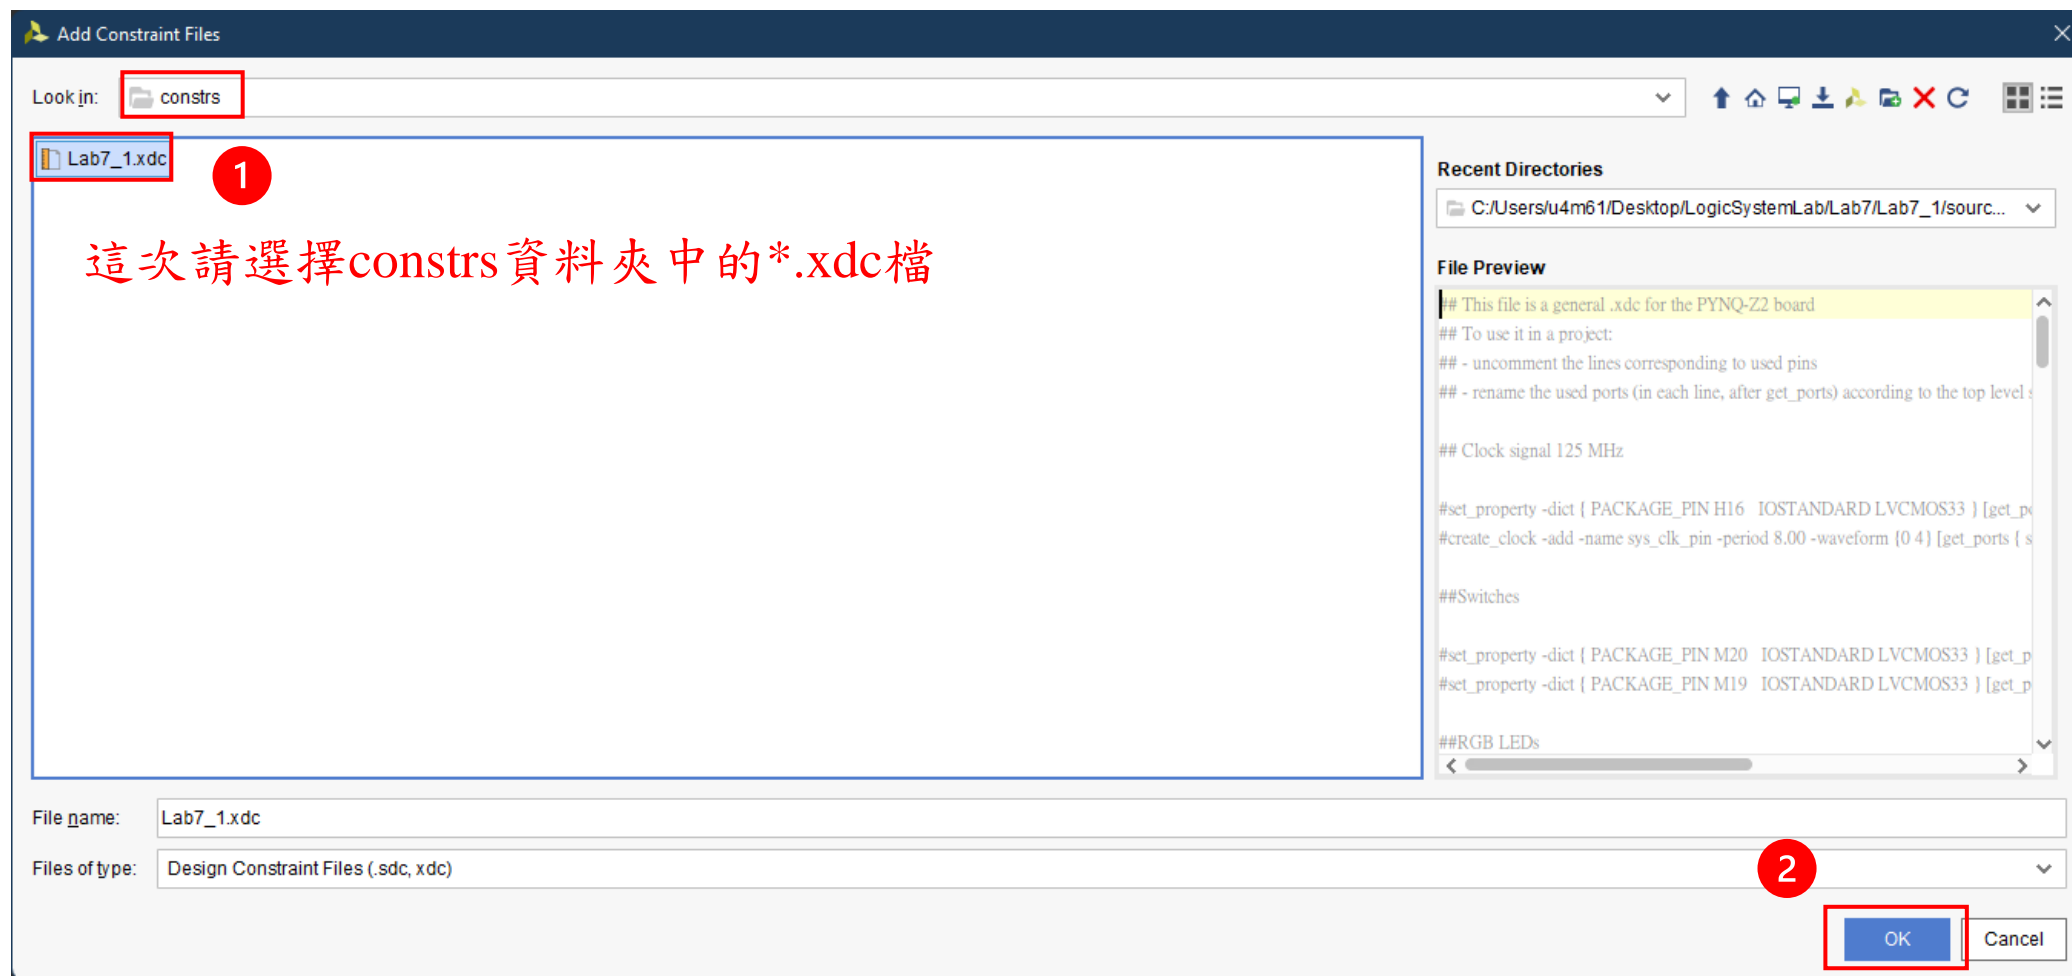 Add Constraint Files
Look in: constrs
Lab7_1.xdc
1
這次請選擇constrs資料夾中的*.xdc檔
Recent Directories
C:/Users/u4m61/Desktop/LogicSystemLab/Lab7/Lab7_1/sourc...
File Preview
## This file is a general .xdc for the PYNQ-Z2 board
## To use it in a project:
## - uncomment the lines corresponding to used pins
## - rename the used ports (in each line, after get_ports) according to the top level s
## Clock signal 125 MHz
#set_property -dict { PACKAGE_PIN H16 IOSTANDARD LVCMOS33 } [get_po
#create_clock -add -name sys_clk_pin -period 8.00 -waveform {0 4} [get_ports { s
##Switches
#set_property -dict { PACKAGE_PIN M20 IOSTANDARD LVCMOS33 } [get_p
#set_property -dict { PACKAGE_PIN M19 IOSTANDARD LVCMOS33 } [get_p
##RGB LEDs
File name: Lab7_1.xdc
Files of type: Design Constraint Files (.sdc, xdc)
2
OK Cancel